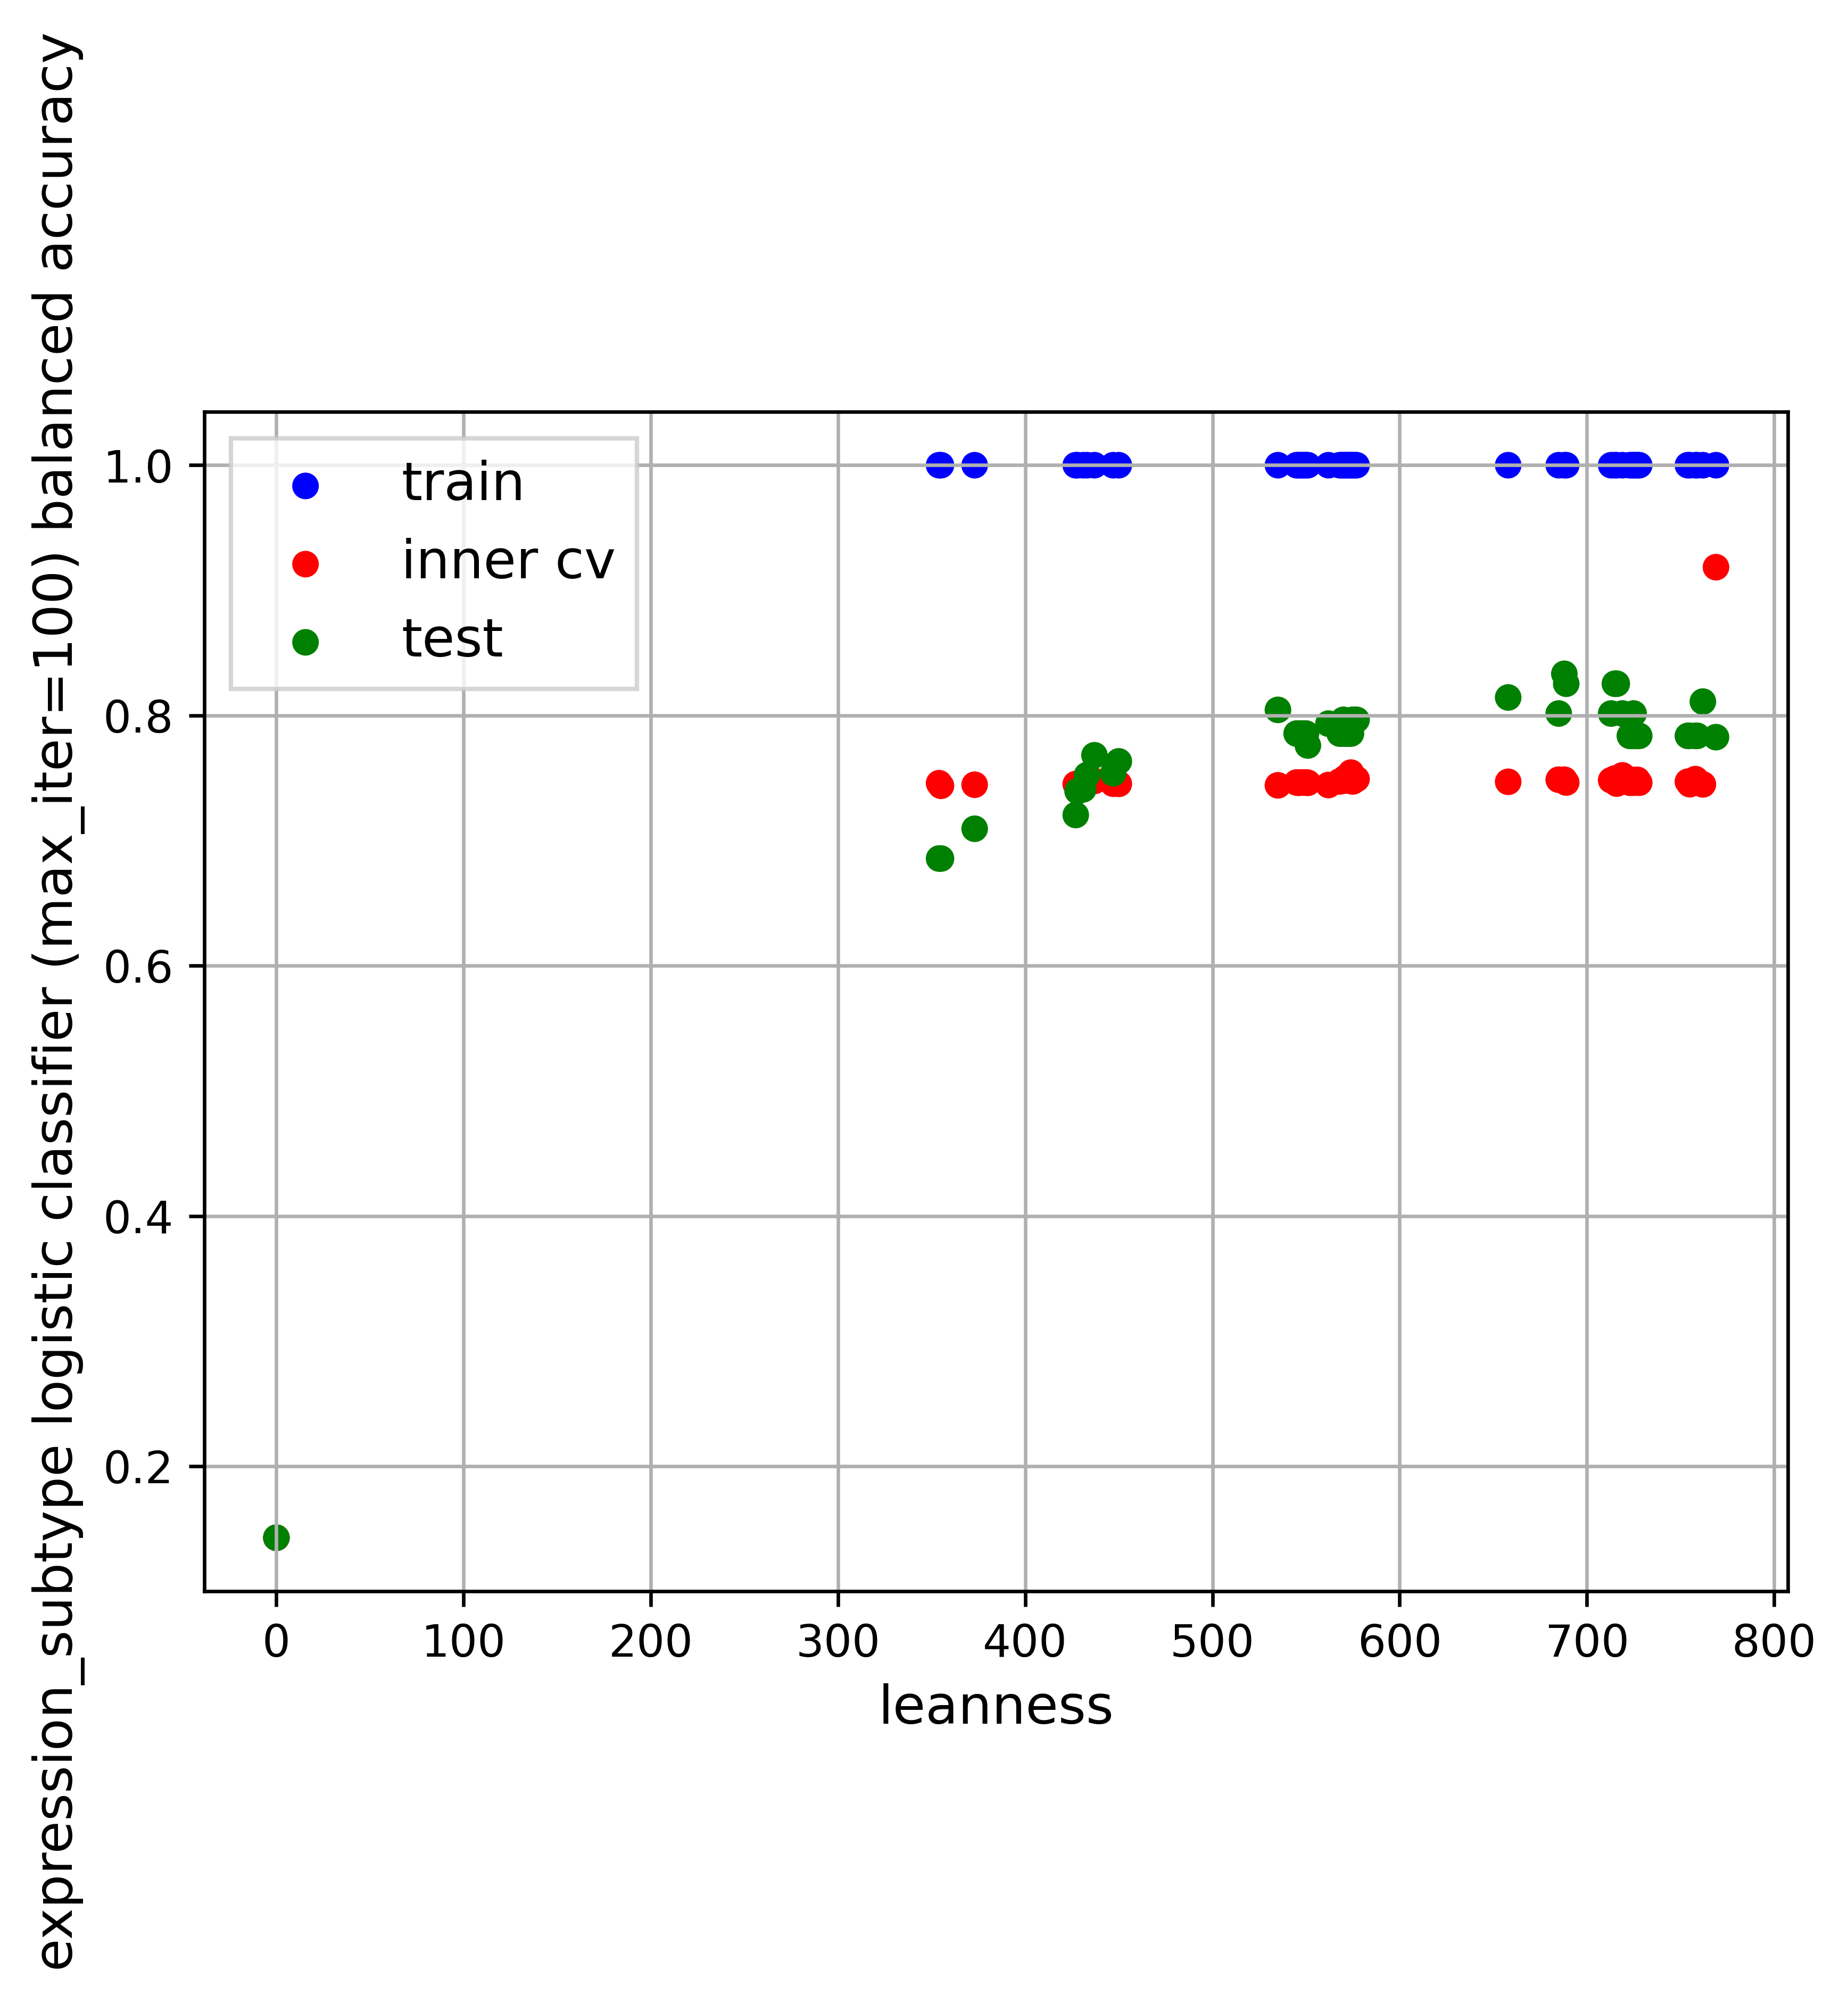 expression_subtype logistic classifier (max_iter=100) balanced accuracy
train
inner cv
test
1.0
0.8
0.6
0.4
0.2
0 100 200 300 400 500 600 700 800
leanness